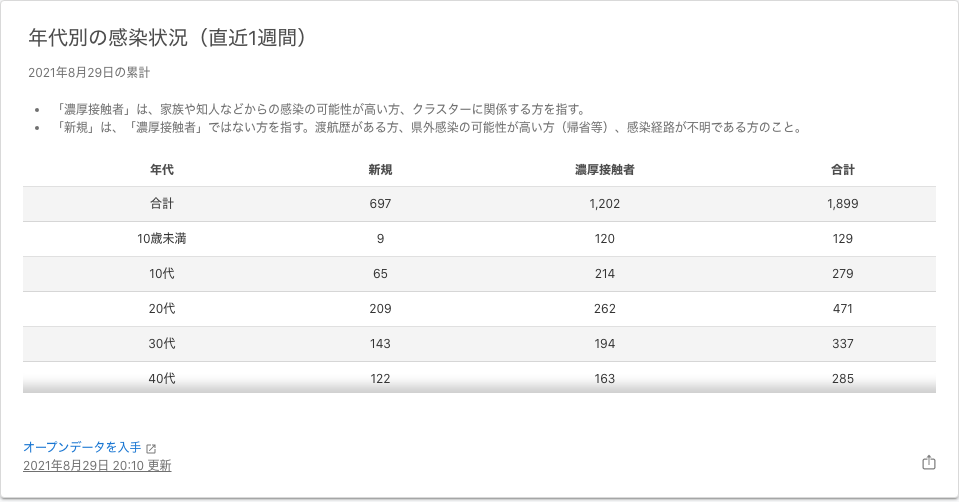 年代別の感染状況（直近1週間）
2021年8月29日の累計
• 「濃厚接触者」は、家族や知人などからの感染の可能性が高い方、クラスターに関係する方を指す。
• 「新規」は、「濃厚接触者」ではない方を指す。渡航歴がある方、県外感染の可能性が高い方（帰省等）、感染経路が不明である方のこと。
年代 新規 濃厚接触者 合計
合計 697 1,202 1,899
10歳未満 9 120 129
10代 65 214 279
20代 209 262 471
30代 143 194 337
40代 122 163 285
オープンデータを入手
2021年8月29日 20:10 更新